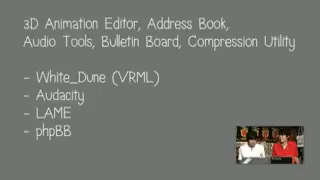 3D Animation Editor, Address Book,
Audio Tools, Bulletin Board, Compression Utility
- White_Dune (VRML)
- Audacity
- LAME
- phpBB